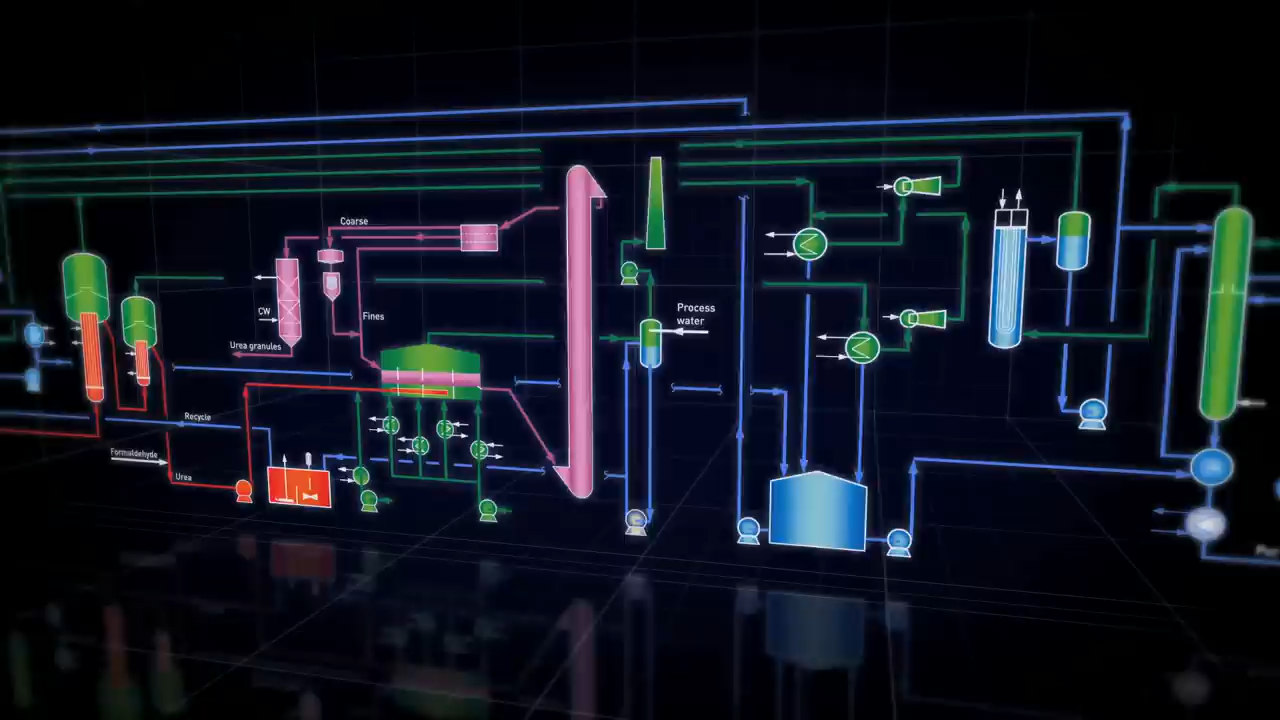 Coarse
Process
water
CW
Fines
Urea granules
Recycle
Formaldehyde
Urea